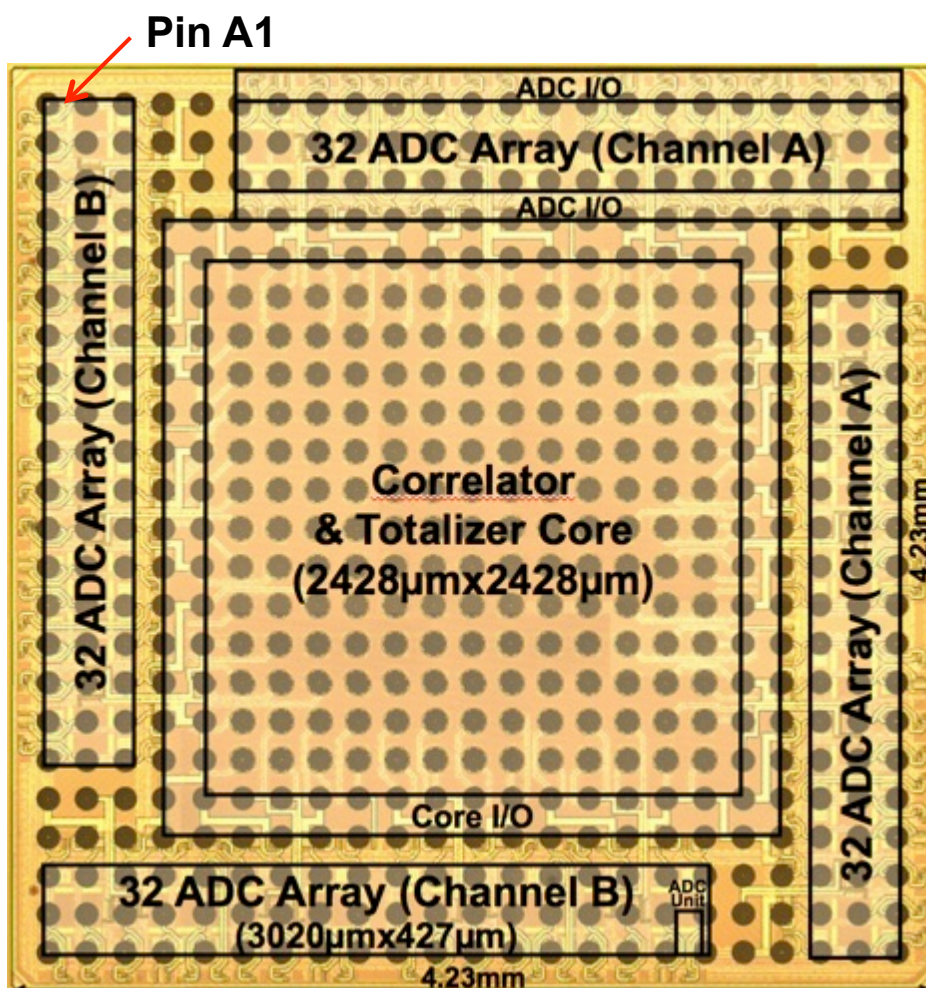 Pin A1
ADC I/O
32 ADC Array (Channel A)
ADC I/O
32 ADC Array (Channel B)
Correlator
& Totalizer Core
(2428µmx2428µm)
32 ADC Array (Channel A)
4.23mm
Core I/O
32 ADC Array (Channel B)
(3020µmx427µm)
ADC
Unit
4.23mm